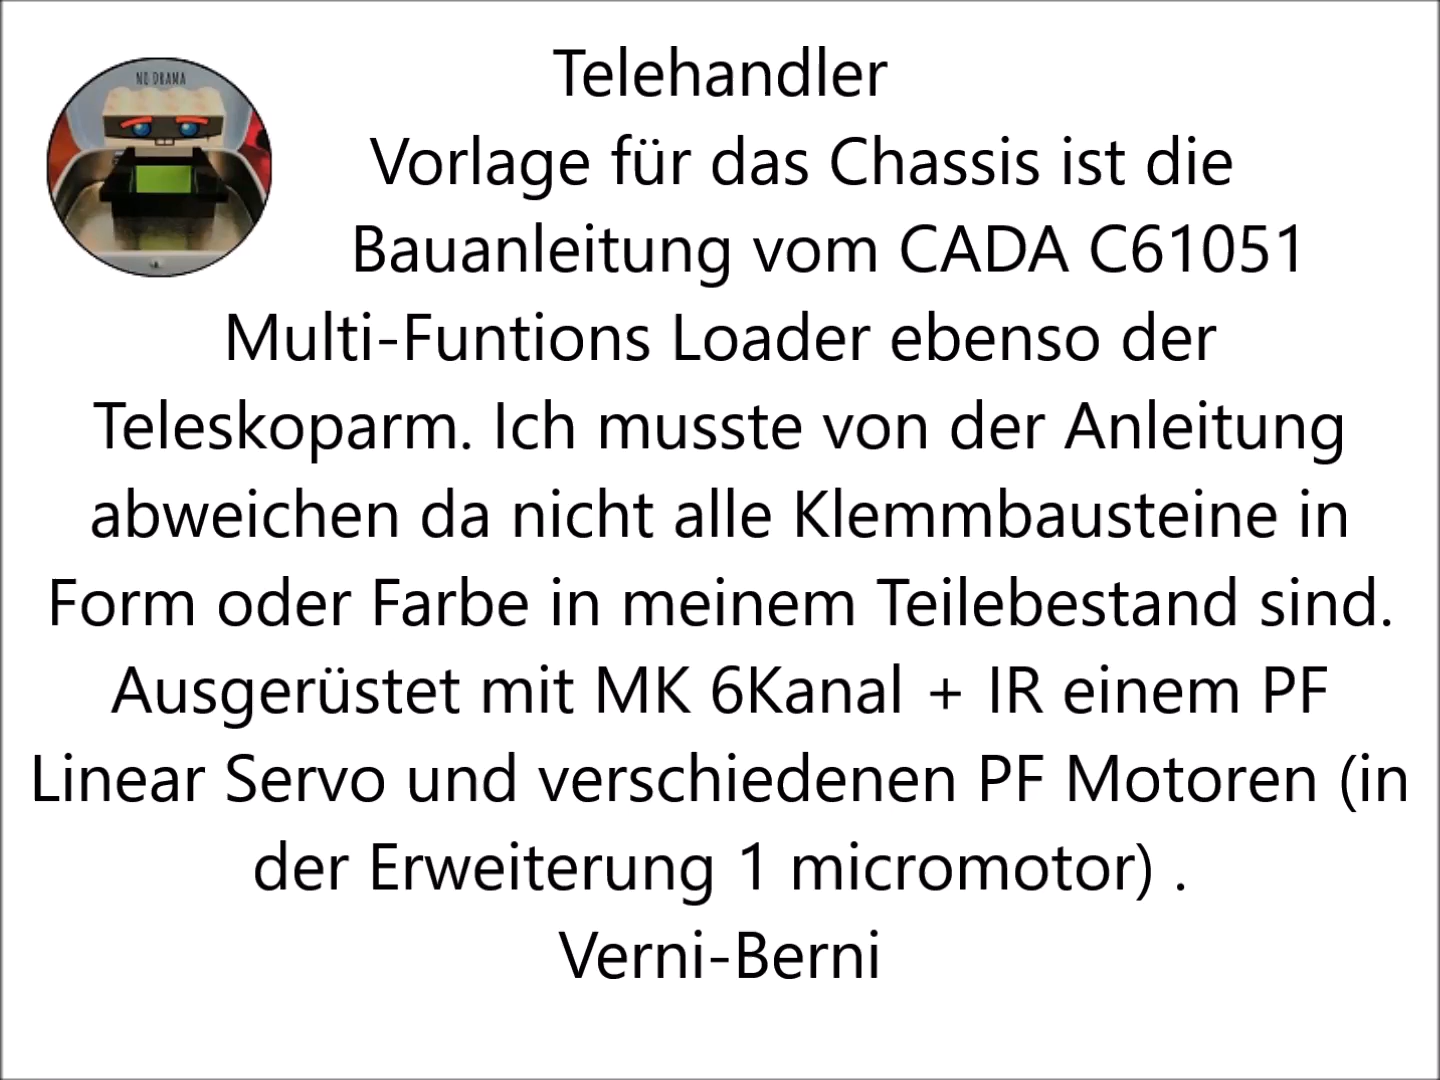 NO DRAMA
Telehandler
Vorlage für das Chassis ist die
Bauanleitung vom CADA C61051
Multi-Funtions Loader ebenso der
Teleskoparm. Ich musste von der Anleitung
abweichen da nicht alle Klemmbausteine in
Form oder Farbe in meinem Teilebestand sind.
Ausgerüstet mit MK 6Kanal + IR einem PF
Linear Servo und verschiedenen PF Motoren (in
der Erweiterung 1 micromotor) .
Verni-Berni